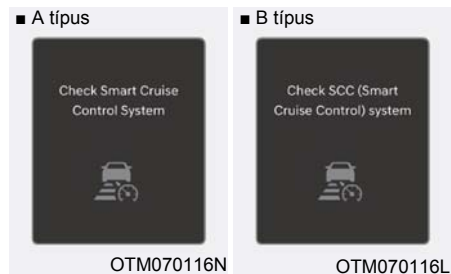 ■ A típus
Check Smart Cruise
Control System
OTM070116N
■ B típus
Check SCC (Smart
Cruise Control) system
OTM070116L